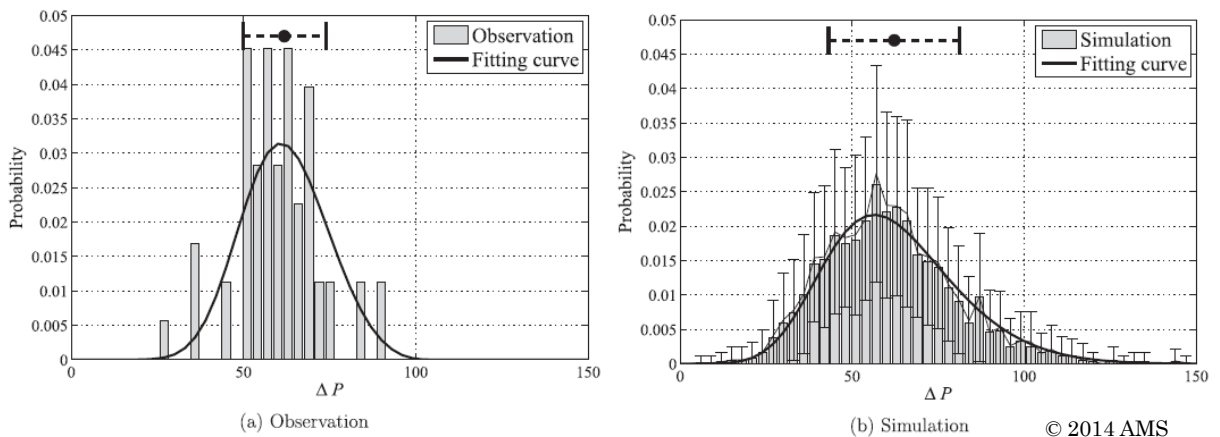 0.05
0.045
0.04
0.035
0.03
0.025
0.02
0.015
0.01
0.005
0
Probability
Observation
Fitting curve
0
50
100
150
Δ P
(a) Observation
0.05
0.045
0.04
0.035
0.03
0.025
0.02
0.015
0.01
0.005
0
Probability
Simulation
Fitting curve
0
50
100
150
Δ P
(b) Simulation
© 2014 AMS